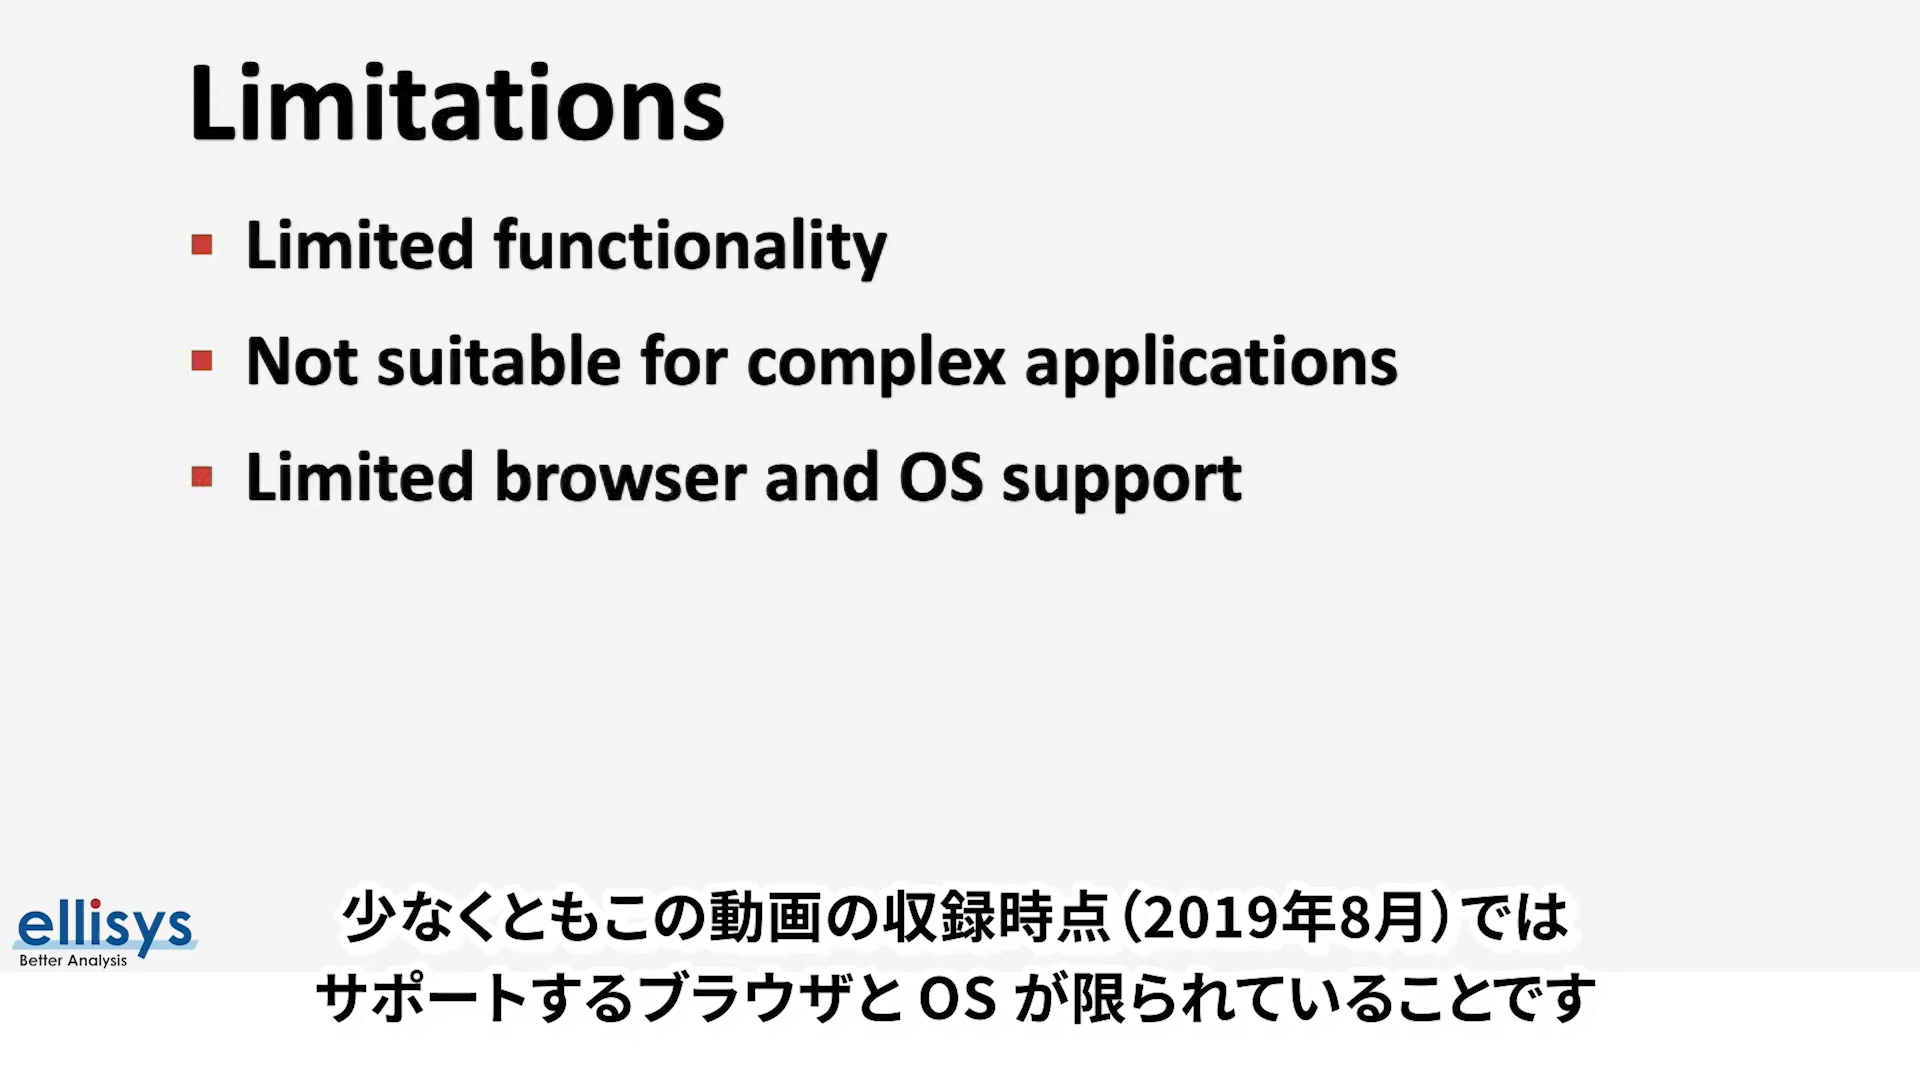 Limitations
Limited functionality
Not suitable for complex applications
Limited browser and OS support
ellisys
Better Analysis
少なくともこの動画の収録時点（2019年8月）では
サポートするブラウザと OS が限られていることです